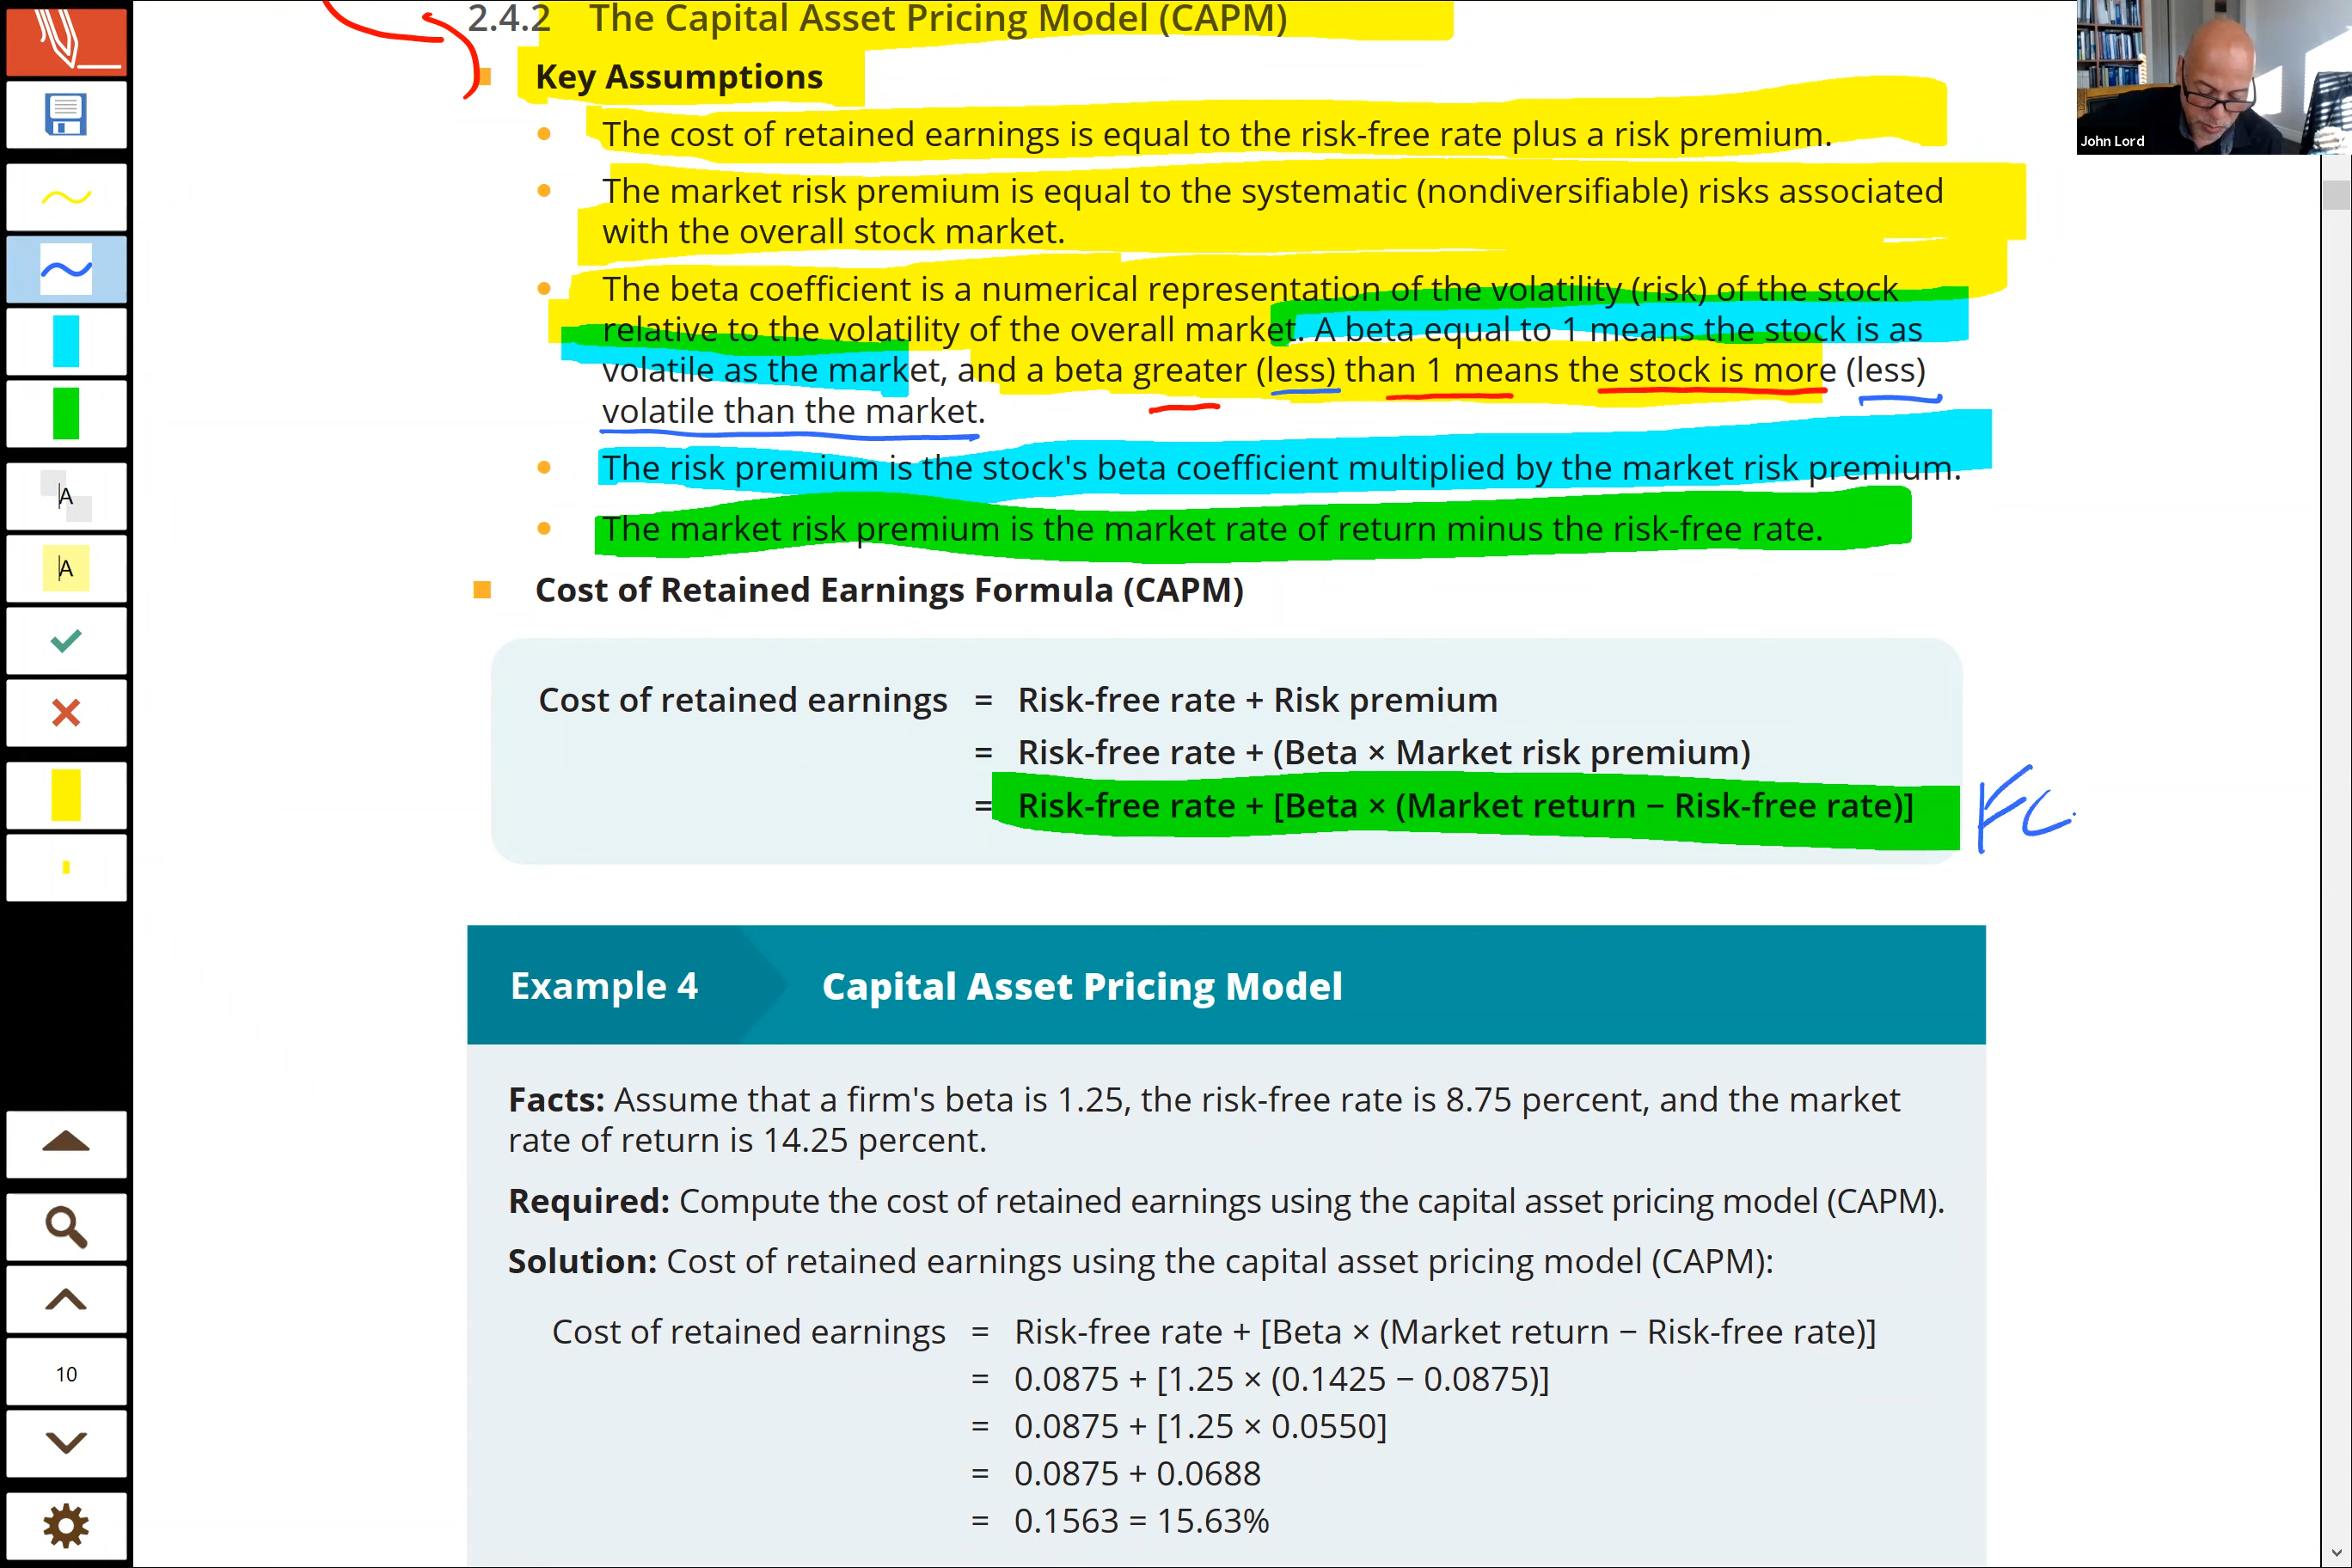 2.4.2 The Capital Asset Pricing Model (CAPM)
John Lord
Key Assumptions
• The cost of retained earnings is equal to the risk-free rate plus a risk premium.
• The market risk premium is equal to the systematic (nondiversifiable) risks associated
with the overall stock market.
• The beta coefficient is a numerical representation of the volatility (risk) of the stock
relative to the volatility of the overall market. A beta equal to 1 means the stock is as
volatile as the market, and a beta greater (less) than 1 means the stock is more (less)
volatile than the market.
• The risk premium is the stock's beta coefficient multiplied by the market risk premium.
• The market risk premium is the market rate of return minus the risk-free rate.
Cost of Retained Earnings Formula (CAPM)
Cost of retained earnings = Risk-free rate + Risk premium
= Risk-free rate + (Beta × Market risk premium)
= Risk-free rate + [Beta × (Market return − Risk-free rate)]
FC
Example 4 Capital Asset Pricing Model
Facts: Assume that a firm's beta is 1.25, the risk-free rate is 8.75 percent, and the market
rate of return is 14.25 percent.
Required: Compute the cost of retained earnings using the capital asset pricing model (CAPM).
Solution: Cost of retained earnings using the capital asset pricing model (CAPM):
Cost of retained earnings = Risk-free rate + [Beta × (Market return − Risk-free rate)]
= 0.0875 + [1.25 × (0.1425 − 0.0875)]
= 0.0875 + [1.25 × 0.0550]
= 0.0875 + 0.0688
= 0.1563 = 15.63%
A
A
10